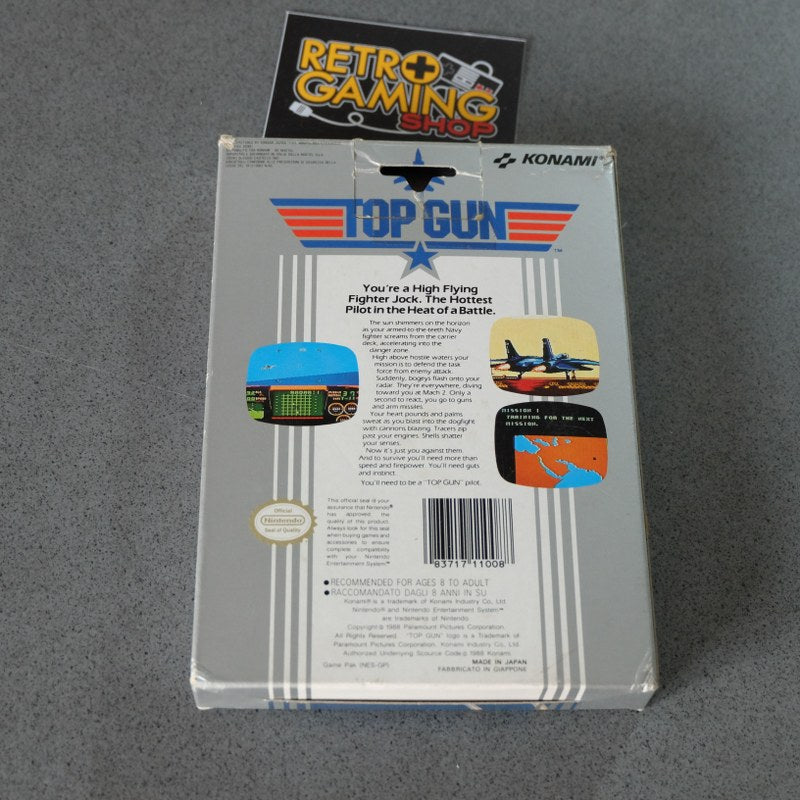 RETRO
GAMING
SHOP
KONAMI®
TOP GUN
TM
You're a High Flying
Fighter Jock. The Hottest
Pilot in the Heat of a Battle.
The sun shimmers on the horizon
as your armed to the teeth Navy
fighter screams from the carrier
deck, accelerating into the
danger zone.
High above hostile waters your
mission is to defend the task
force from enemy attack.
Suddenly, bogeys flash onto your
radar. They're everywhere, diving
toward you at Mach 2. Only a
second to react, you go to guns
and arm missiles.
Your heart pounds and palms
sweat as you blast into the dogfight
with cannons blazing. Tracers zip
past your engines. Shells shatter
your senses.
Now it's just you against them.
And to survive you'll need more than
speed and firepower. You'll need guts
and instinct.
You'll need to be a "TOP GUN" pilot.
MISSION 1
TRAINING FOR THE NEXT
MISSION.
Official
Nintendo
Seal of Quality
This official seal is your
assurance that Nintendo®
has approved the
quality of this product.
Always look for this seal
when buying games and
accessories to ensure
complete compatibility
with your Nintendo
Entertainment System™
83717 11008
●RECOMMENDED FOR AGES 8 TO ADULT
●RACCOMANDATO DAGLI 8 ANNI IN SU
Konami® is a trademark of Konami Industry Co., Ltd.
Nintendo® and Nintendo Entertainment System™
are trademarks of Nintendo
Copyright © 1988 Paramount Pictures Corporation.
All Rights Reserved. "TOP GUN" logo is a Trademark of
Paramount Pictures Corporation. Konami Industry Co. Ltd.
Authorized. Underlying Scource Code © 1988 Konami.
Game Pak (NES-GP)
MADE IN JAPAN
FABBRICATO IN GIAPPONE